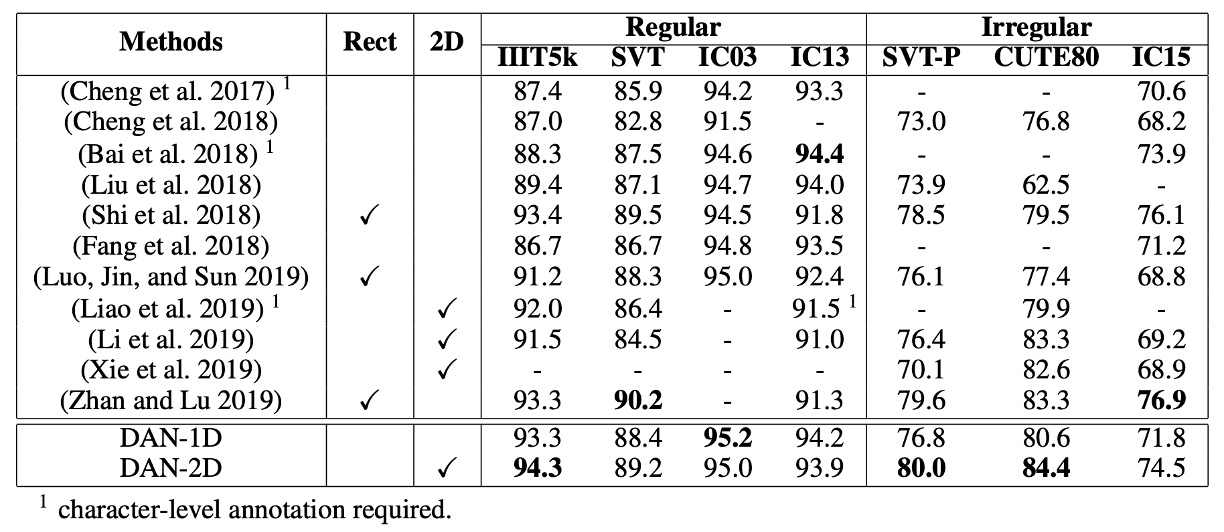 Methods Rect 2D Regular Irregular
IIIT5k SVT IC03 IC13 SVT-P CUTE80 IC15
(Cheng et al. 2017) ¹ 87.4 85.9 94.2 93.3 - - 70.6
(Cheng et al. 2018) 87.0 82.8 91.5 - 73.0 76.8 68.2
(Bai et al. 2018) ¹ 88.3 87.5 94.6 94.4 - - 73.9
(Liu et al. 2018) 89.4 87.1 94.7 94.0 73.9 62.5 -
(Shi et al. 2018) ✓ 93.4 89.5 94.5 91.8 78.5 79.5 76.1
(Fang et al. 2018) 86.7 86.7 94.8 93.5 - - 71.2
(Luo, Jin, and Sun 2019) ✓ 91.2 88.3 95.0 92.4 76.1 77.4 68.8
(Liao et al. 2019) ¹ ✓ 92.0 86.4 - 91.5 ¹ - 79.9 -
(Li et al. 2019) ✓ 91.5 84.5 - 91.0 76.4 83.3 69.2
(Xie et al. 2019) ✓ - - - - 70.1 82.6 68.9
(Zhan and Lu 2019) ✓ 93.3 90.2 - 91.3 79.6 83.3 76.9
DAN-1D 93.3 88.4 95.2 94.2 76.8 80.6 71.8
DAN-2D ✓ 94.3 89.2 95.0 93.9 80.0 84.4 74.5
¹ character-level annotation required.